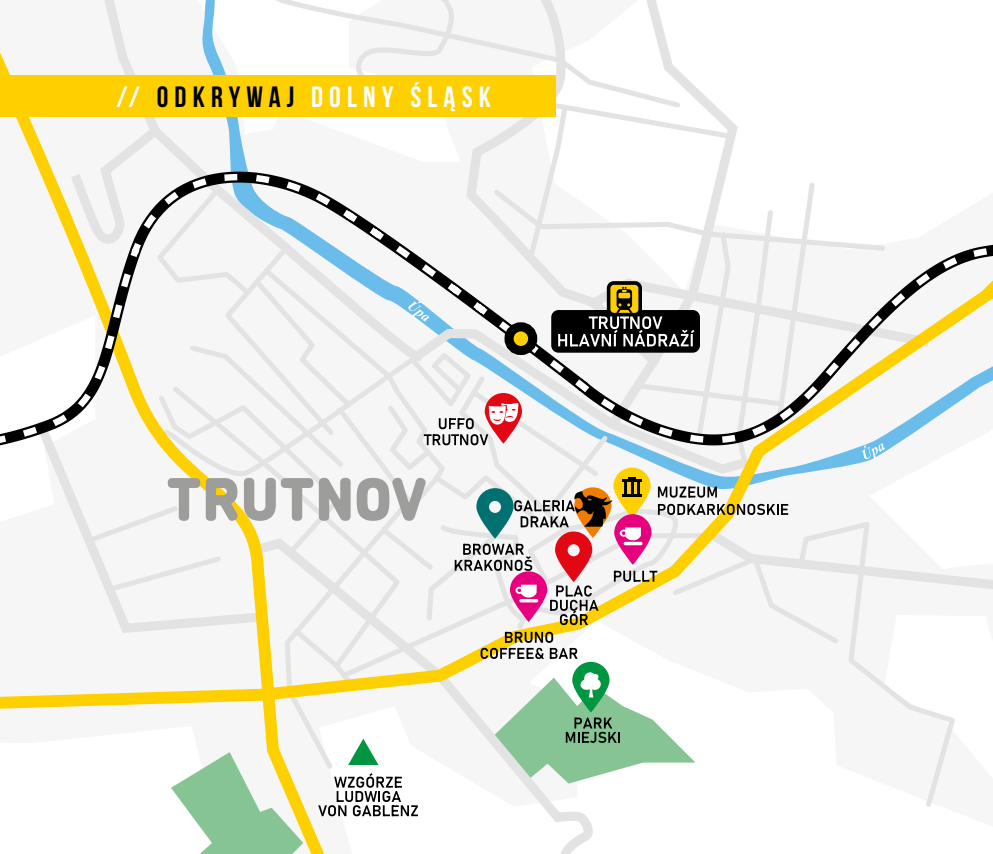 // ODKRYWAJ DOLNY ŚLĄSK
Úpa
TRUTNOV
HLAVNÍ NÁDRAŽÍ
UFFO
TRUTNOV
Úpa
TRUTNOV
GALERIA
DRAKA
MUZEUM
PODKARKONOSKIE
BROWAR
KRAKONOŠ
PULLT
PLAC
DUCHA
GÓR
BRUNO
COFFEE& BAR
PARK
MIEJSKI
WZGÓRZE
LUDWIGA
VON GABLENZ